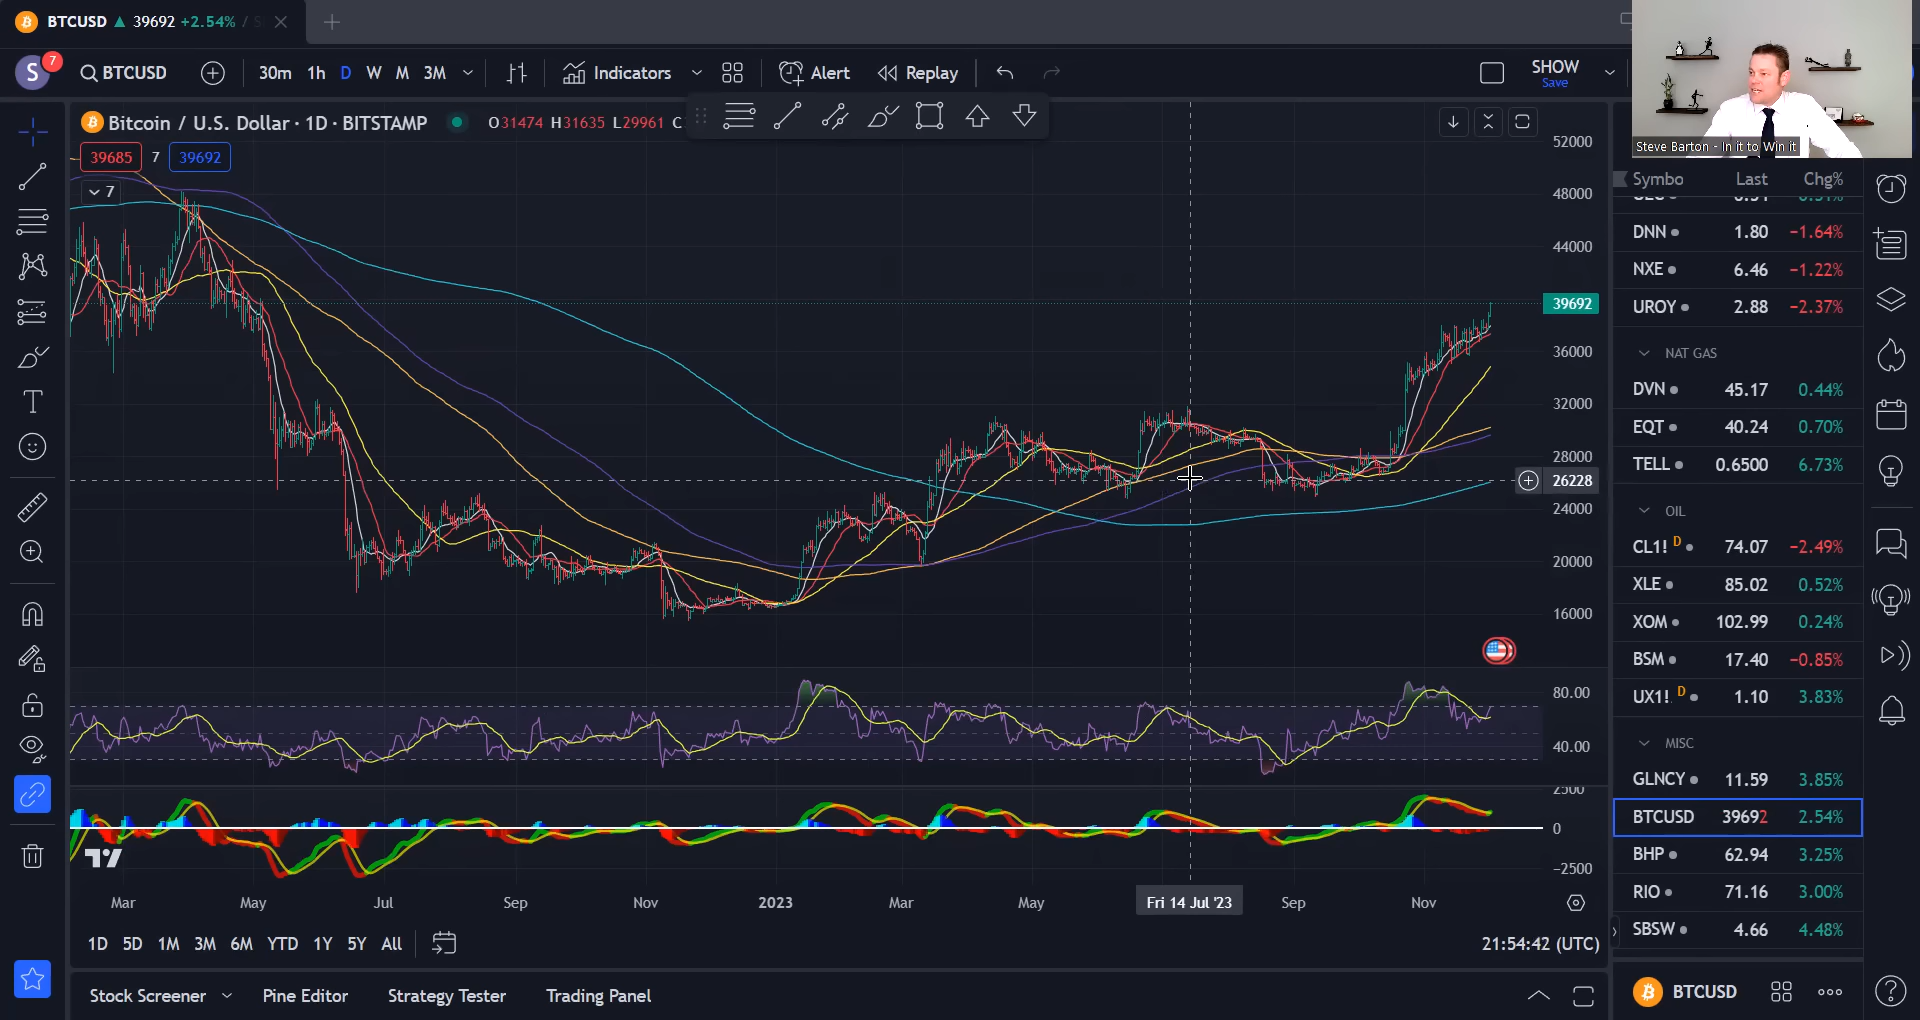 BTCUSD ▲ 39692 +2.54% /
S 7 BTCUSD 30m 1h D W M 3M Indicators Alert Replay SHOW
Save
Bitcoin / U.S. Dollar · 1D · BITSTAMP O31474 H31635 L29961 C
39685 7 39692
7
52000
48000
44000
39692
36000
32000
28000
26228
24000
20000
16000
80.00
40.00
2500
0
−2500
Mar May Jul Sep Nov 2023 Mar May Fri 14 Jul '23 Sep Nov
1D 5D 1M 3M 6M YTD 1Y 5Y All 21:54:42 (UTC)
Stock Screener Pine Editor Strategy Tester Trading Panel
Steve Barton - In it to Win it
Symbo Last Chg%
DNN 1.80 −1.64%
NXE 6.46 −1.22%
UROY 2.88 −2.37%
NAT GAS
DVN 45.17 0.44%
EQT 40.24 0.70%
TELL 0.6500 6.73%
OIL
CL1! D 74.07 −2.49%
XLE 85.02 0.52%
XOM 102.99 0.24%
BSM 17.40 −0.85%
UX1! D 1.10 3.83%
MISC
GLNCY 11.59 3.85%
BTCUSD 39692 2.54%
BHP 62.94 3.25%
RIO 71.16 3.00%
SBSW 4.66 4.48%
BTCUSD